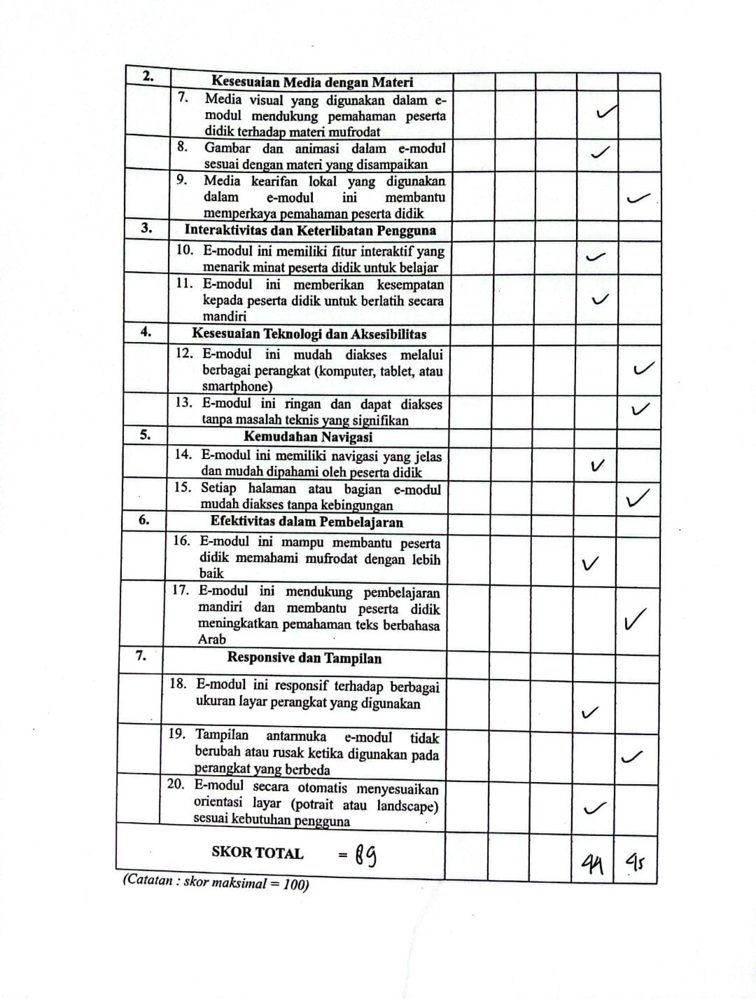 2. Kesesuaian Media dengan Materi
7. Media visual yang digunakan dalam e-
modul mendukung pemahaman peserta
didik terhadap materi mufrodat
8. Gambar dan animasi dalam e-modul
sesuai dengan materi yang disampaikan
9. Media kearifan lokal yang digunakan
dalam e-modul ini membantu
memperkaya pemahaman peserta didik
3. Interaktivitas dan Keterlibatan Pengguna
10. E-modul ini memiliki fitur interaktif yang
menarik minat peserta didik untuk belajar
11. E-modul ini memberikan kesempatan
kepada peserta didik untuk berlatih secara
mandiri
4. Kesesuaian Teknologi dan Aksesibilitas
12. E-modul ini mudah diakses melalui
berbagai perangkat (komputer, tablet, atau
smartphone)
13. E-modul ini ringan dan dapat diakses
tanpa masalah teknis yang signifikan
5. Kemudahan Navigasi
14. E-modul ini memiliki navigasi yang jelas
dan mudah dipahami oleh peserta didik
15. Setiap halaman atau bagian e-modul
mudah diakses tanpa kebingungan
6. Efektivitas dalam Pembelajaran
16. E-modul ini mampu membantu peserta
didik memahami mufrodat dengan lebih
baik
17. E-modul ini mendukung pembelajaran
mandiri dan membantu peserta didik
meningkatkan pemahaman teks berbahasa
Arab
7. Responsive dan Tampilan
18. E-modul ini responsif terhadap berbagai
ukuran layar perangkat yang digunakan
19. Tampilan antarmuka e-modul tidak
berubah atau rusak ketika digunakan pada
perangkat yang berbeda
20. E-modul secara otomatis menyesuaikan
orientasi layar (potrait atau landscape)
sesuai kebutuhan pengguna
SKOR TOTAL = 89 44 45
(Catatan : skor maksimal = 100)